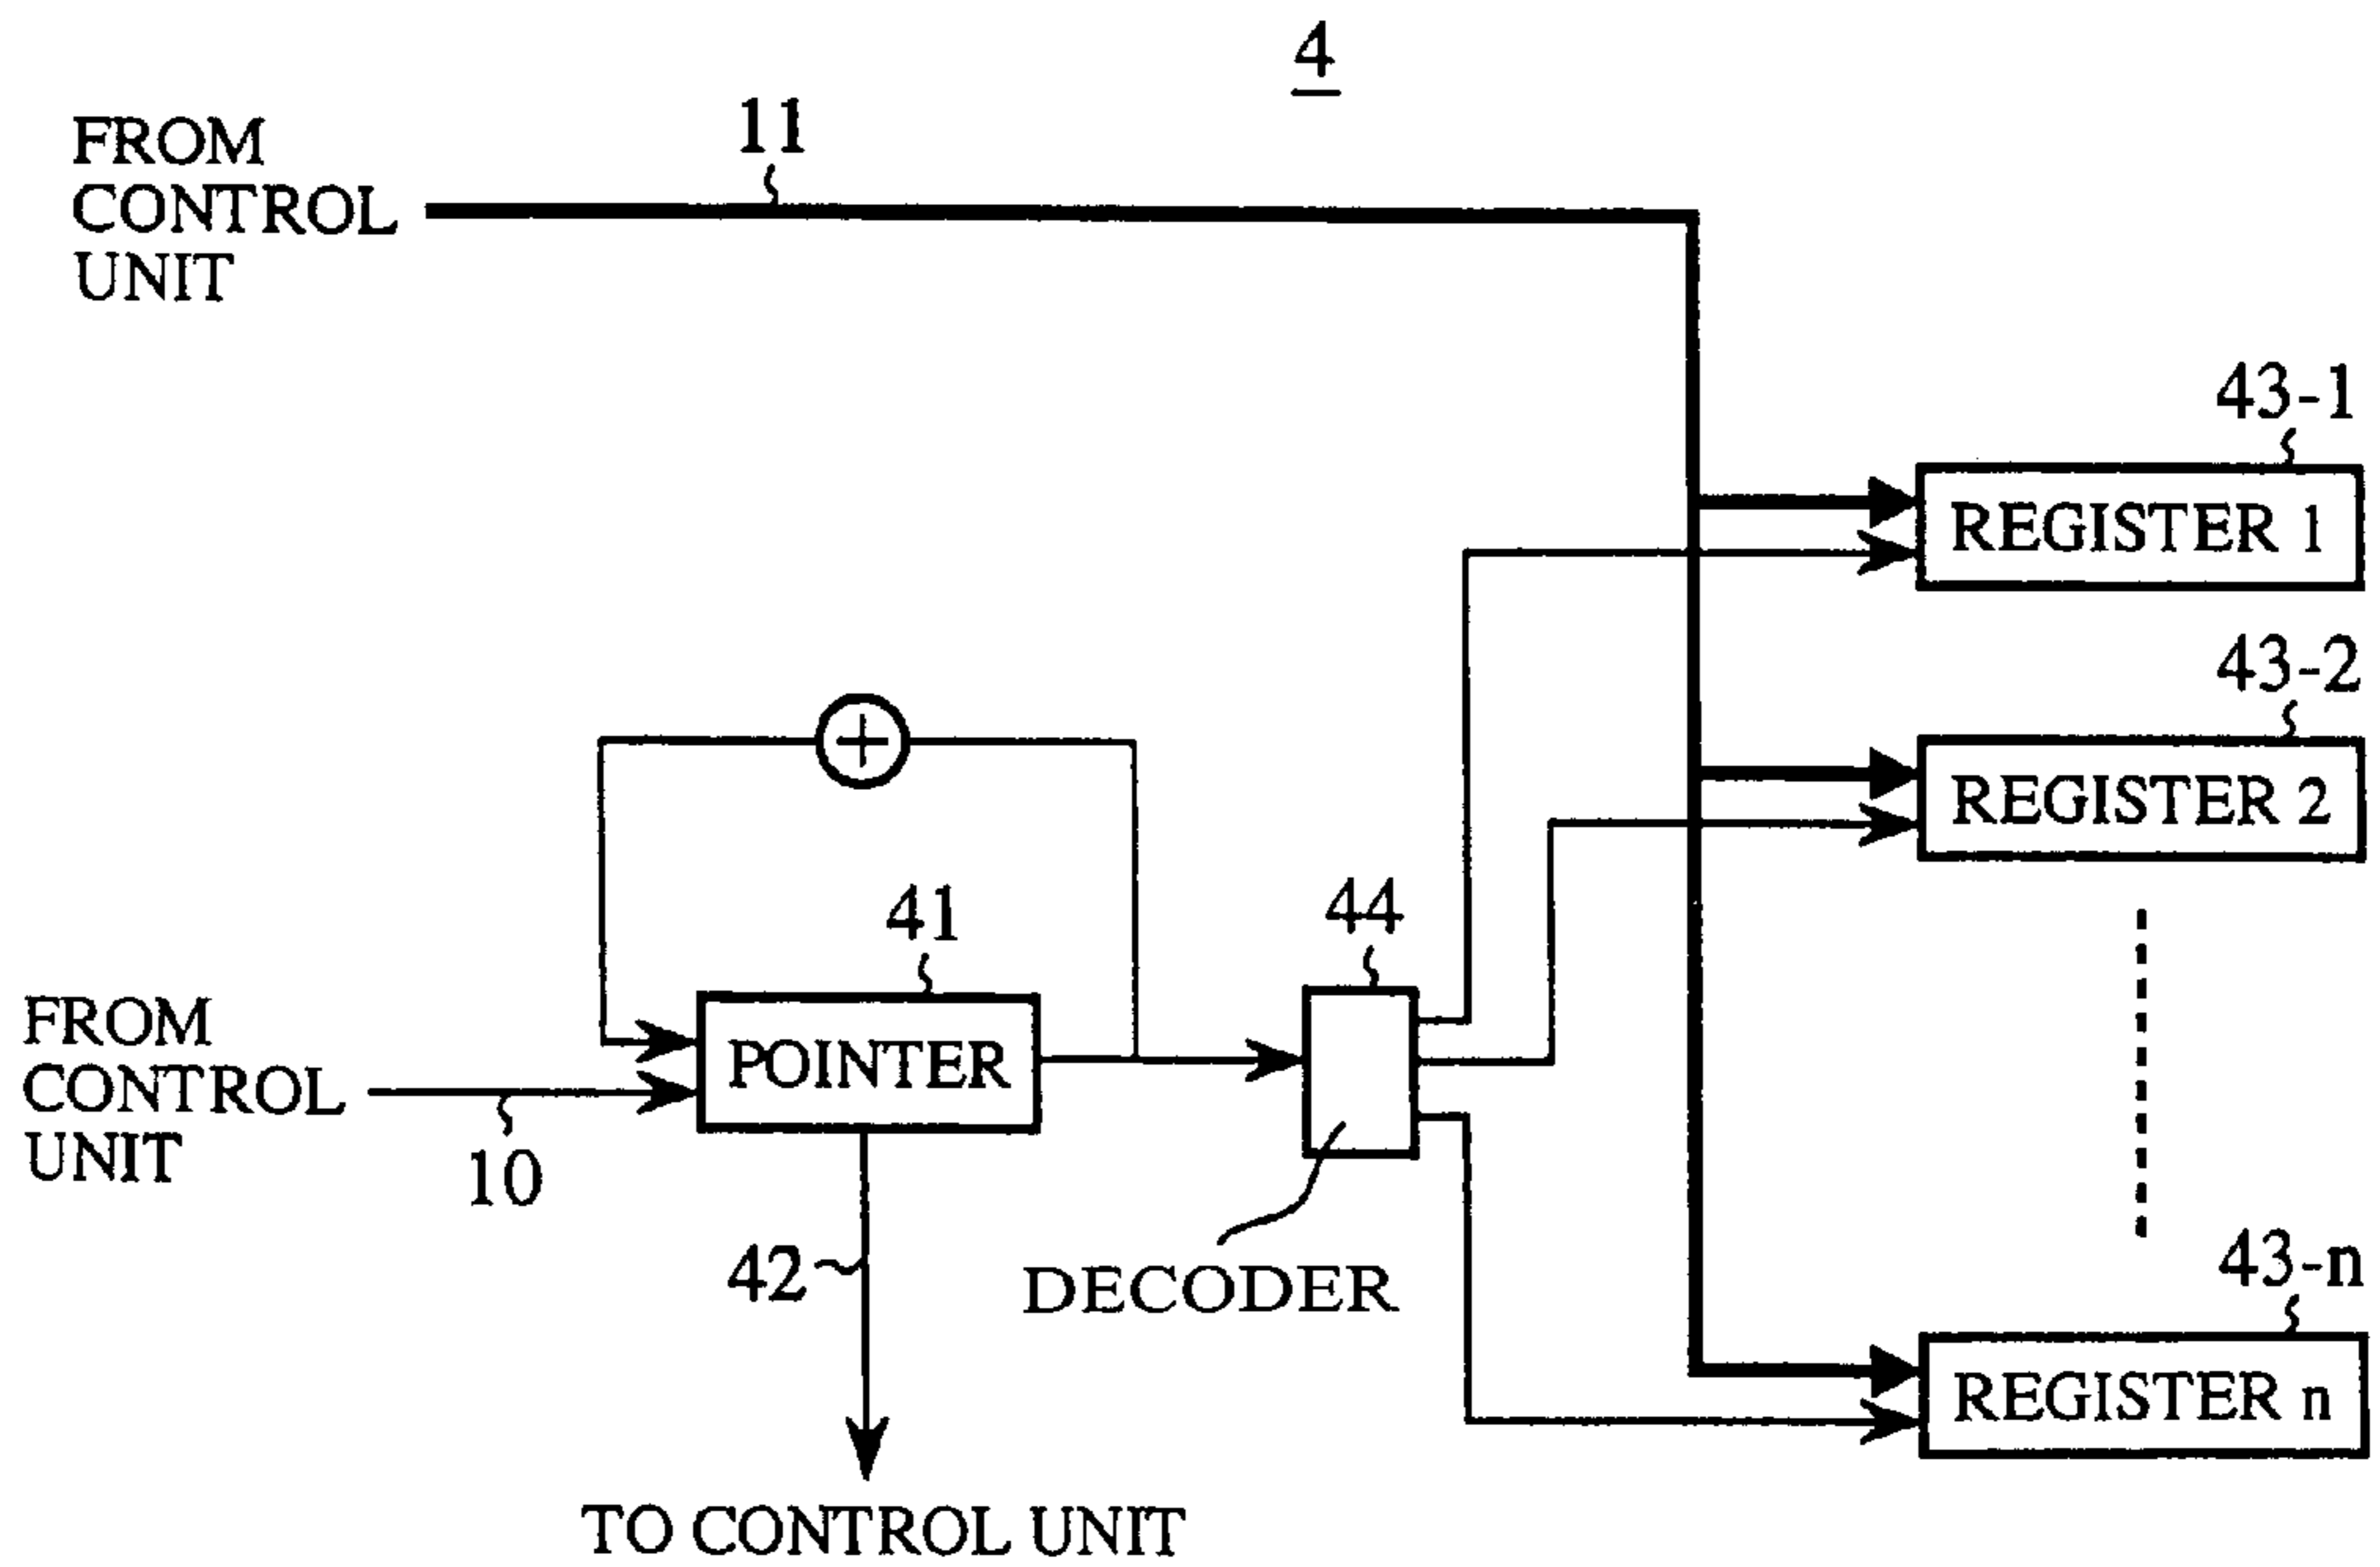 4
11
FROM
CONTROL
UNIT
43-1
REGISTER 1
43-2
REGISTER 2
41
44
FROM
CONTROL
UNIT
POINTER
10
42
DECODER
43-n
REGISTER n
TO CONTROL UNIT